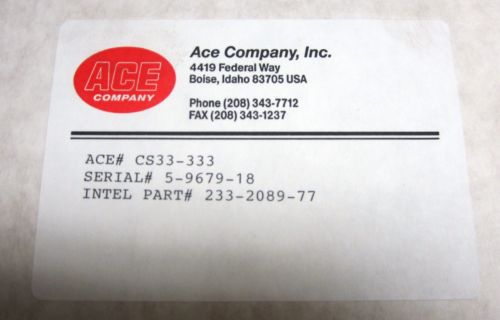 ACE
COMPANY
Ace Company, Inc.
4419 Federal Way
Boise, Idaho 83705 USA
Phone (208) 343-7712
FAX (208) 343-1237
ACE# CS33-333
SERIAL# 5-9679-18
INTEL PART# 233-2089-77